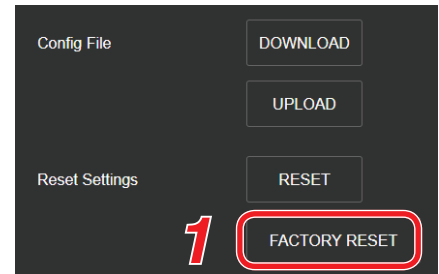 Config File DOWNLOAD
UPLOAD
Reset Settings RESET
1 FACTORY RESET